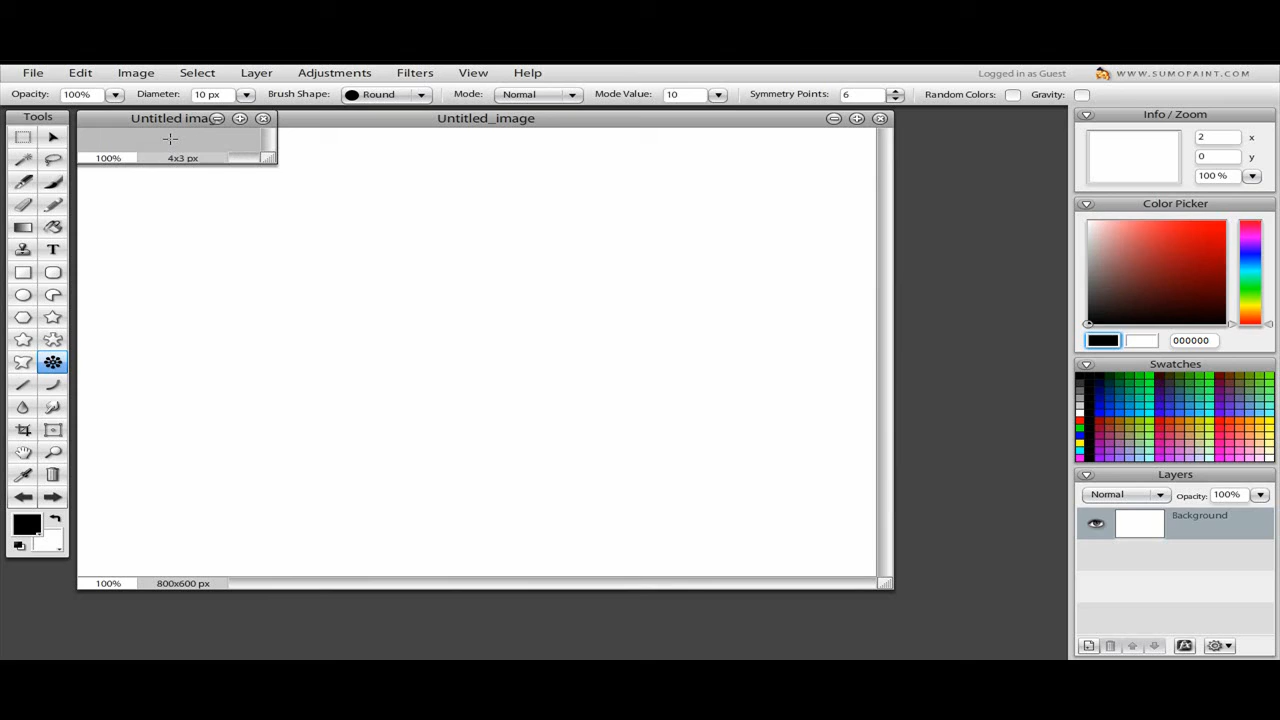 File Edit Image Select Layer Adjustments Filters View Help Logged in as Guest WWW.SUMOPAINT.COM
Opacity: 100% Diameter: 10 px Brush Shape: Round Mode: Normal Mode Value: 10 Symmetry Points: 6 Random Colors: Gravity:
Tools
Untitled imag
Untitled_image
100% 4x3 px
100% 800x600 px
Info / Zoom
2 x
0 y
100 %
Color Picker
000000
Swatches
Layers
Normal Opacity: 100%
Background